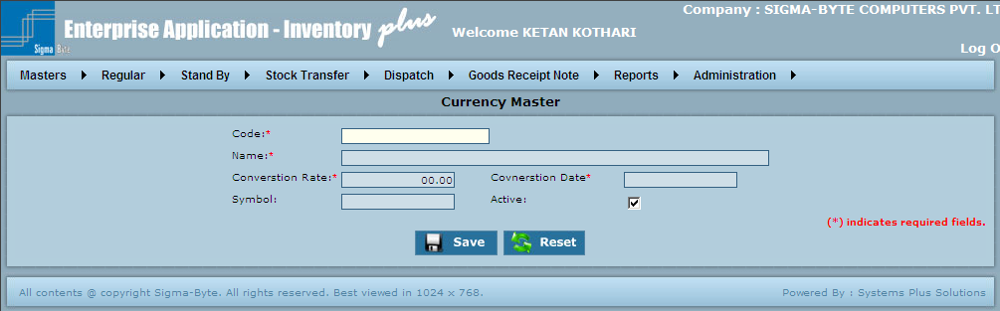 Company : SIGMA-BYTE COMPUTERS PVT. LT
Sigma Byte
Enterprise Application - Inventory plus
Welcome KETAN KOTHARI
Log O
Masters Regular Stand By Stock Transfer Dispatch Goods Receipt Note Reports Administration
Currency Master
Code:*
Name:*
Converstion Rate:* 00.00 Covnerstion Date*
Symbol: Active:
(*) indicates required fields.
Save Reset
All contents @ copyright Sigma-Byte. All rights reserved. Best viewed in 1024 x 768. Powered By : Systems Plus Solutions